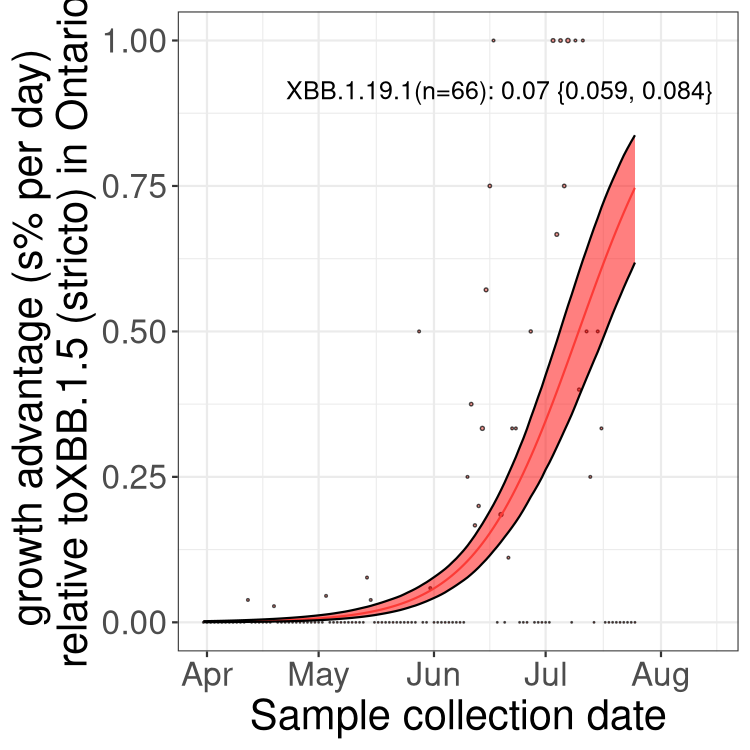 growth advantage (s% per day)
relative toXBB.1.5 (stricto) in Ontario
1.00
0.75
0.50
0.25
0.00
XBB.1.19.1(n=66): 0.07 {0.059, 0.084}
Apr May Jun Jul Aug
Sample collection date